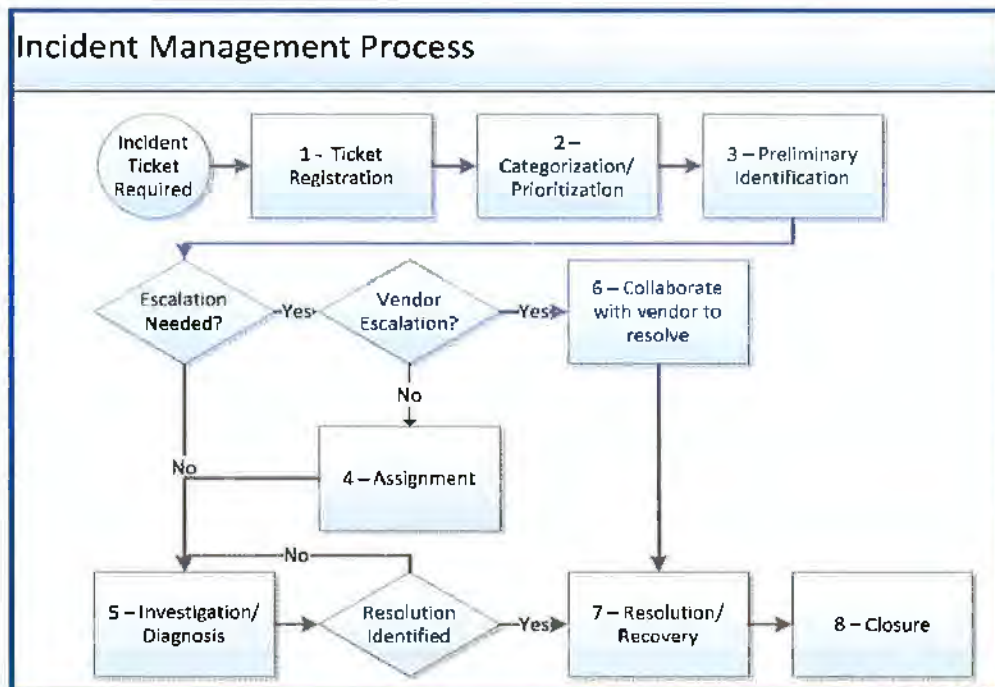 Incident Management Process
Incident
Ticket
Required
1 - Ticket
Registration
2 –
Categorization/
Prioritization
3 – Preliminary
Identification
Escalation
Needed?
Yes
Vendor
Escalation?
Yes
6 – Collaborate
with vendor to
resolve
No
No
4 – Assignment
No
5 – Investigation/
Diagnosis
Resolution
Identified
Yes
7 – Resolution/
Recovery
8 – Closure